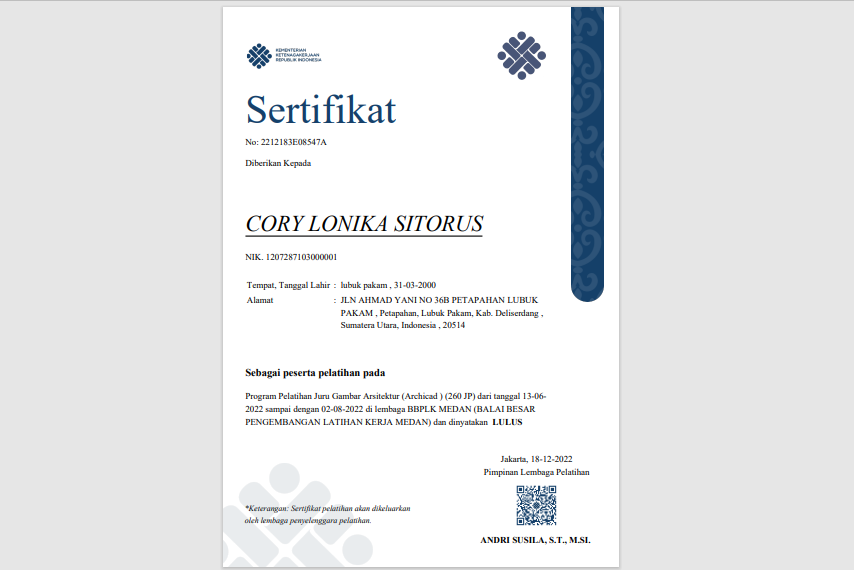 KEMENTERIAN
KETENAGAKERJAAN
REPUBLIK INDONESIA
Sertifikat
No: 2212183E08547A
Diberikan Kepada
CORY LONIKA SITORUS
NIK. 1207287103000001
Tempat, Tanggal Lahir : lubuk pakam , 31-03-2000
Alamat : JLN AHMAD YANI NO 36B PETAPAHAN LUBUK
PAKAM , Petapahan, Lubuk Pakam, Kab. Deliserdang ,
Sumatera Utara, Indonesia , 20514
Sebagai peserta pelatihan pada
Program Pelatihan Juru Gambar Arsitektur (Archicad ) (260 JP) dari tanggal 13-06-
2022 sampai dengan 02-08-2022 di lembaga BBPLK MEDAN (BALAI BESAR
PENGEMBANGAN LATIHAN KERJA MEDAN) dan dinyatakan LULUS
Jakarta, 18-12-2022
Pimpinan Lembaga Pelatihan
*Keterangan: Sertifikat pelatihan akan dikeluarkan
oleh lembaga penyelenggara pelatihan.
ANDRI SUSILA, S.T., M.SI.